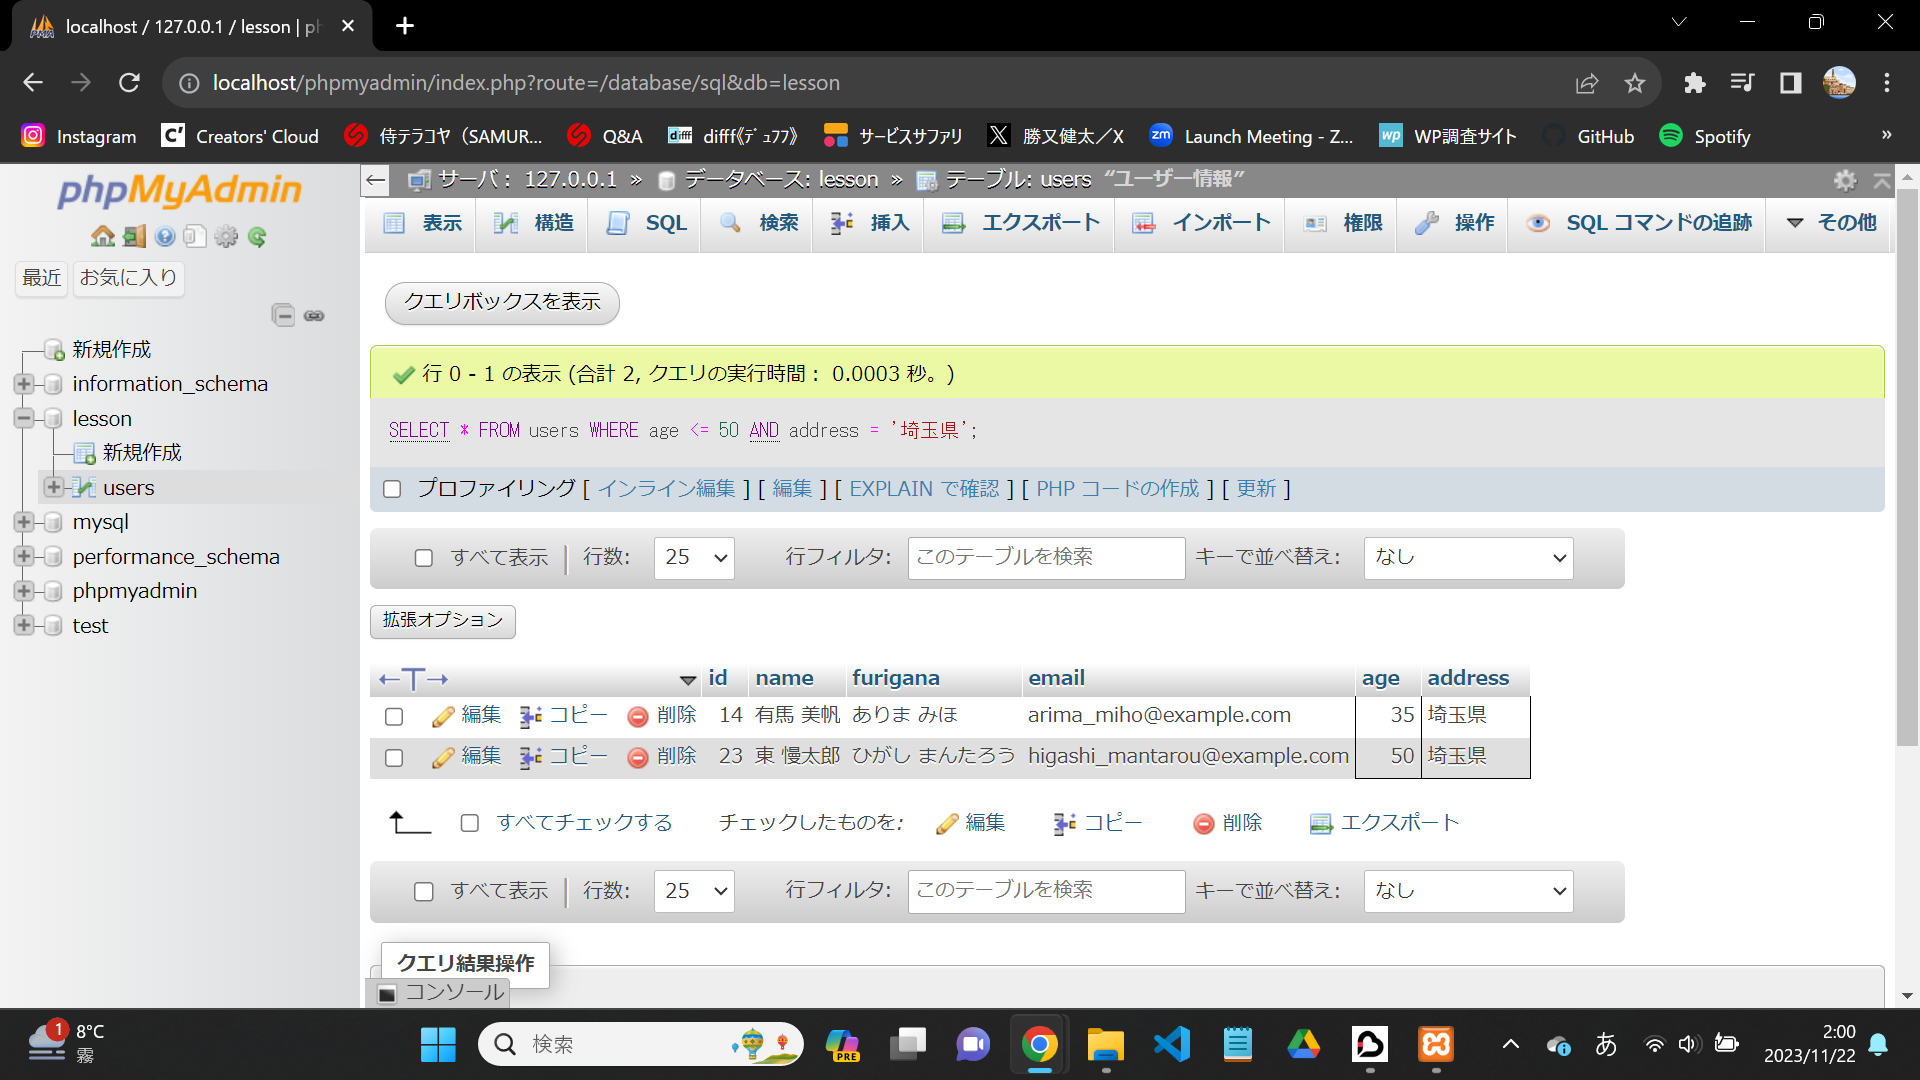 localhost / 127.0.0.1 / lesson | ph
localhost/phpmyadmin/index.php?route=/database/sql&db=lesson
Instagram
Creators' Cloud
侍テラコヤ（SAMUR...
Q&A
difff《ﾃﾞｭﾌﾌ》
サービスサファリ
勝又健太／X
Launch Meeting - Z...
WP調査サイト
GitHub
Spotify
»
phpMyAdmin
最近 お気に入り
新規作成
information_schema
lesson
新規作成
users
mysql
performance_schema
phpmyadmin
test
サーバ: 127.0.0.1 » データベース: lesson » テーブル: users “ユーザー情報”
表示 構造 SQL 検索 挿入 エクスポート インポート 権限 操作 SQL コマンドの追跡 その他
クエリボックスを表示
行 0 - 1 の表示 (合計 2, クエリの実行時間： 0.0003 秒。)
SELECT * FROM users WHERE age <= 50 AND address = '埼玉県';
プロファイリング [ インライン編集 ] [ 編集 ] [ EXPLAIN で確認 ] [ PHP コードの作成 ] [ 更新 ]
すべて表示 行数: 25 行フィルタ: このテーブルを検索 キーで並べ替え: なし
拡張オプション
←T→ id name furigana email age address
編集 コピー 削除 14 有馬 美帆 ありま みほ arima_miho@example.com 35 埼玉県
編集 コピー 削除 23 東 慢太郎 ひがし まんたろう higashi_mantarou@example.com 50 埼玉県
すべてチェックする チェックしたものを: 編集 コピー 削除 エクスポート
すべて表示 行数: 25 行フィルタ: このテーブルを検索 キーで並べ替え: なし
クエリ結果操作
コンソール
1 8°C
霧
検索
PRE
あ
2:00
2023/11/22